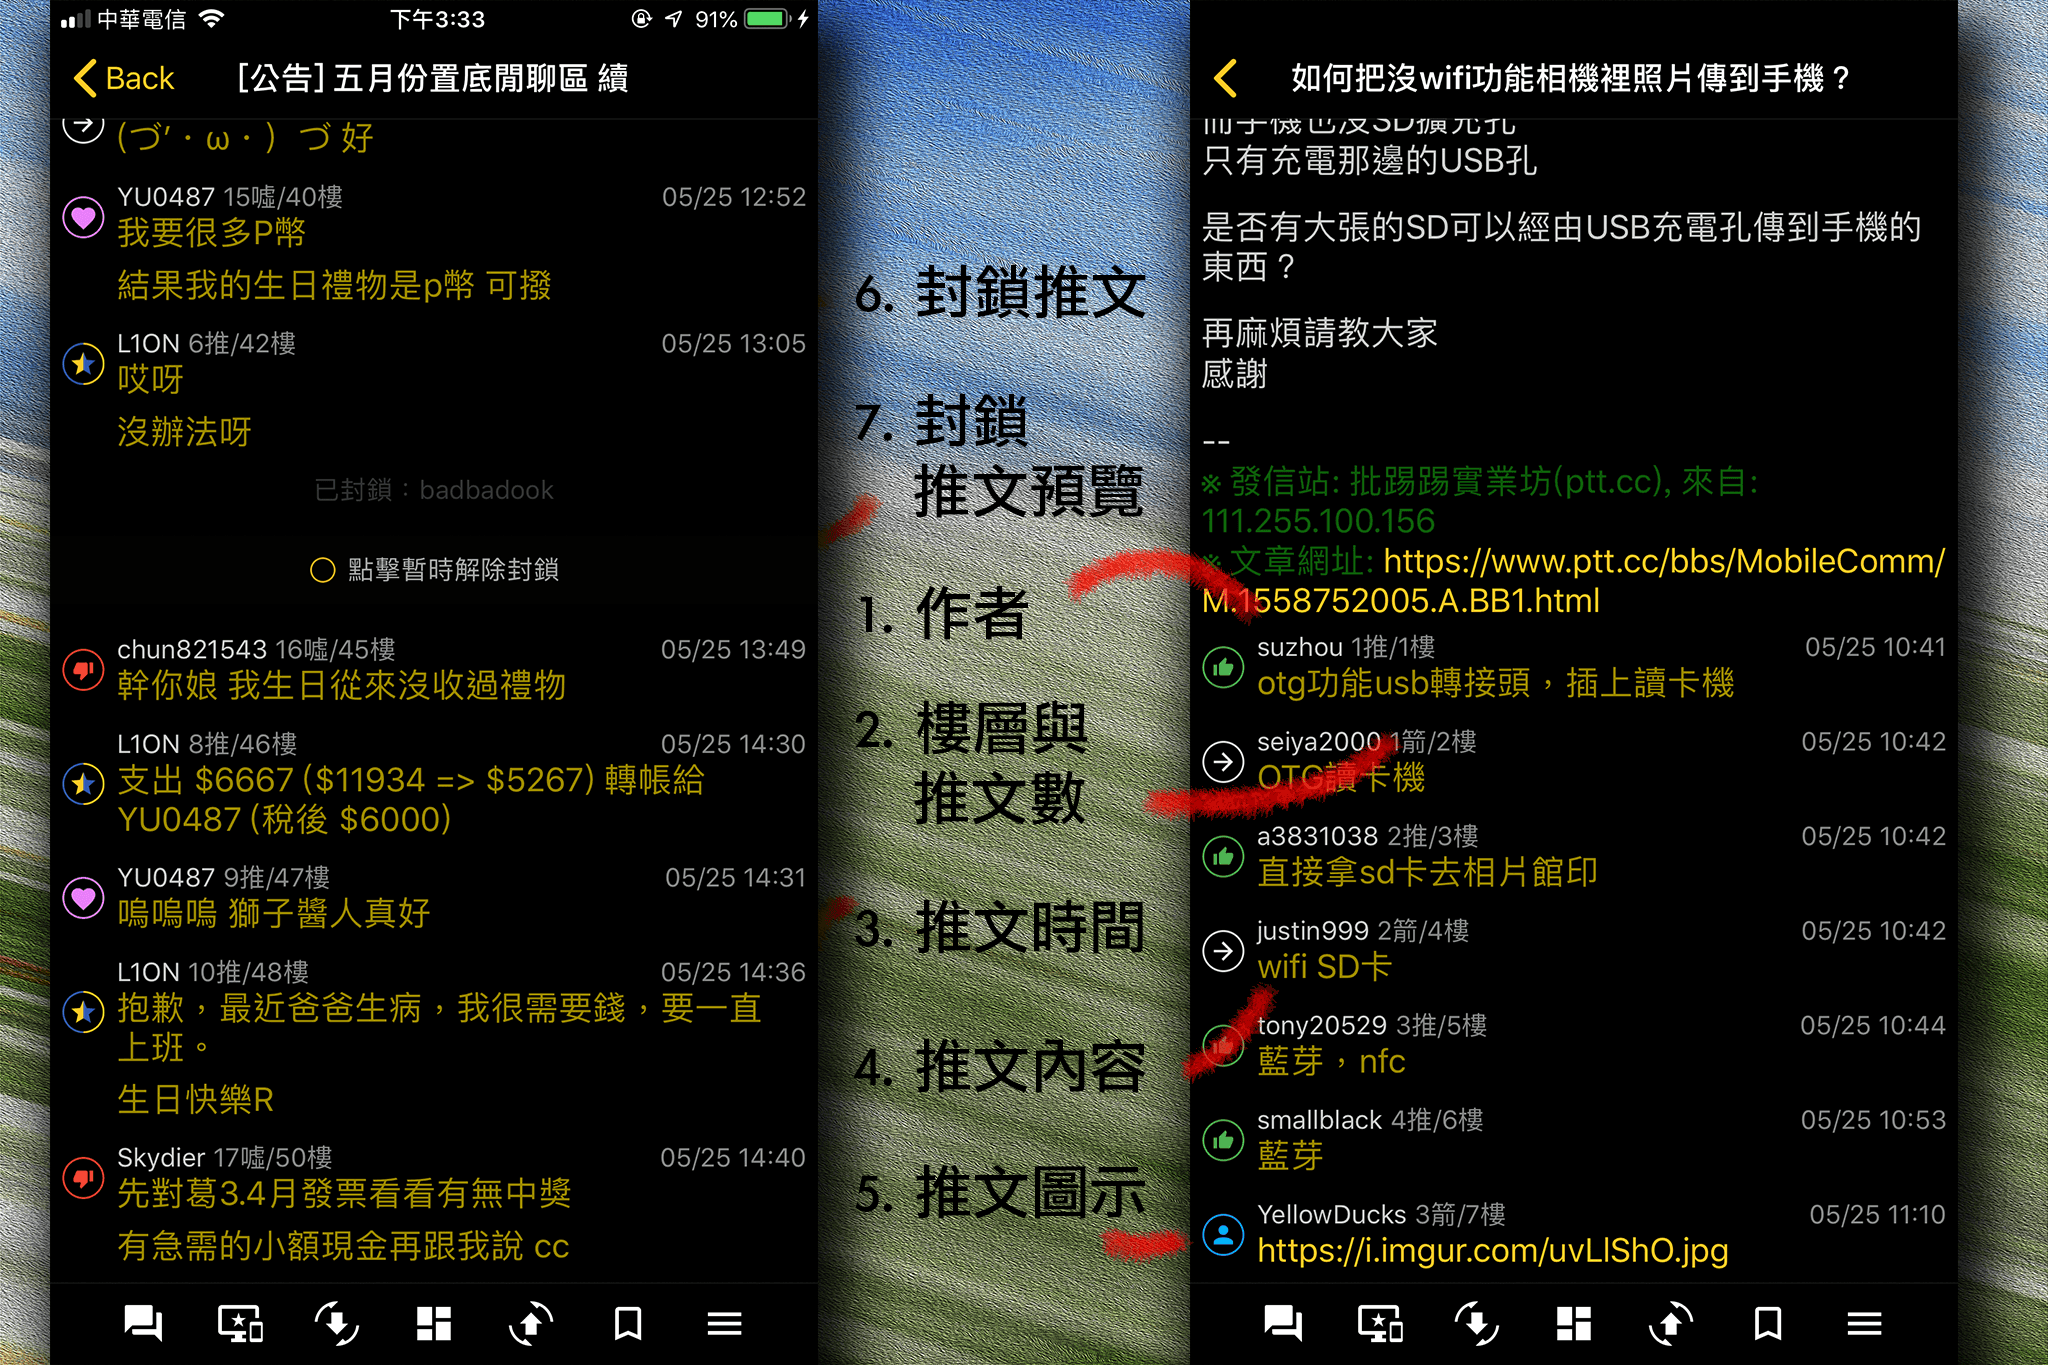 中華電信
下午3:33
91%
Back
[公告] 五月份置底閒聊區 續
(づ′・ω・）づ 好
YU0487 15噓/40樓
05/25 12:52
我要很多P幣
結果我的生日禮物是p幣 可撥
L1ON 6推/42樓
05/25 13:05
哎呀
沒辦法呀
已封鎖：badbadook
點擊暫時解除封鎖
chun821543 16噓/45樓
05/25 13:49
幹你娘 我生日從來沒收過禮物
L1ON 8推/46樓
05/25 14:30
支出 $6667 ($11934 => $5267) 轉帳給
YU0487 (稅後 $6000)
YU0487 9推/47樓
05/25 14:31
嗚嗚嗚 獅子醬人真好
L1ON 10推/48樓
05/25 14:36
抱歉，最近爸爸生病，我很需要錢，要一直
上班。
生日快樂R
Skydier 17噓/50樓
05/25 14:40
先對葛3.4月發票看看有無中獎
有急需的小額現金再跟我說 cc
6. 封鎖推文
7. 封鎖
推文預覽
1. 作者
2. 樓層與
推文數
3. 推文時間
4. 推文內容
5. 推文圖示
如何把沒wifi功能相機裡照片傳到手機？
而手機也沒SD擴充孔
只有充電那邊的USB孔
是否有大張的SD可以經由USB充電孔傳到手機的
東西？
再麻煩請教大家
感謝
--
※ 發信站: 批踢踢實業坊(ptt.cc), 來自:
111.255.100.156
※ 文章網址: https://www.ptt.cc/bbs/MobileComm/
M.1558752005.A.BB1.html
suzhou 1推/1樓
05/25 10:41
otg功能usb轉接頭，插上讀卡機
seiya2000 1箭/2樓
05/25 10:42
OTG讀卡機
a3831038 2推/3樓
05/25 10:42
直接拿sd卡去相片館印
justin999 2箭/4樓
05/25 10:42
wifi SD卡
tony20529 3推/5樓
05/25 10:44
藍芽，nfc
smallblack 4推/6樓
05/25 10:53
藍芽
YellowDucks 3箭/7樓
05/25 11:10
https://i.imgur.com/uvLlShO.jpg